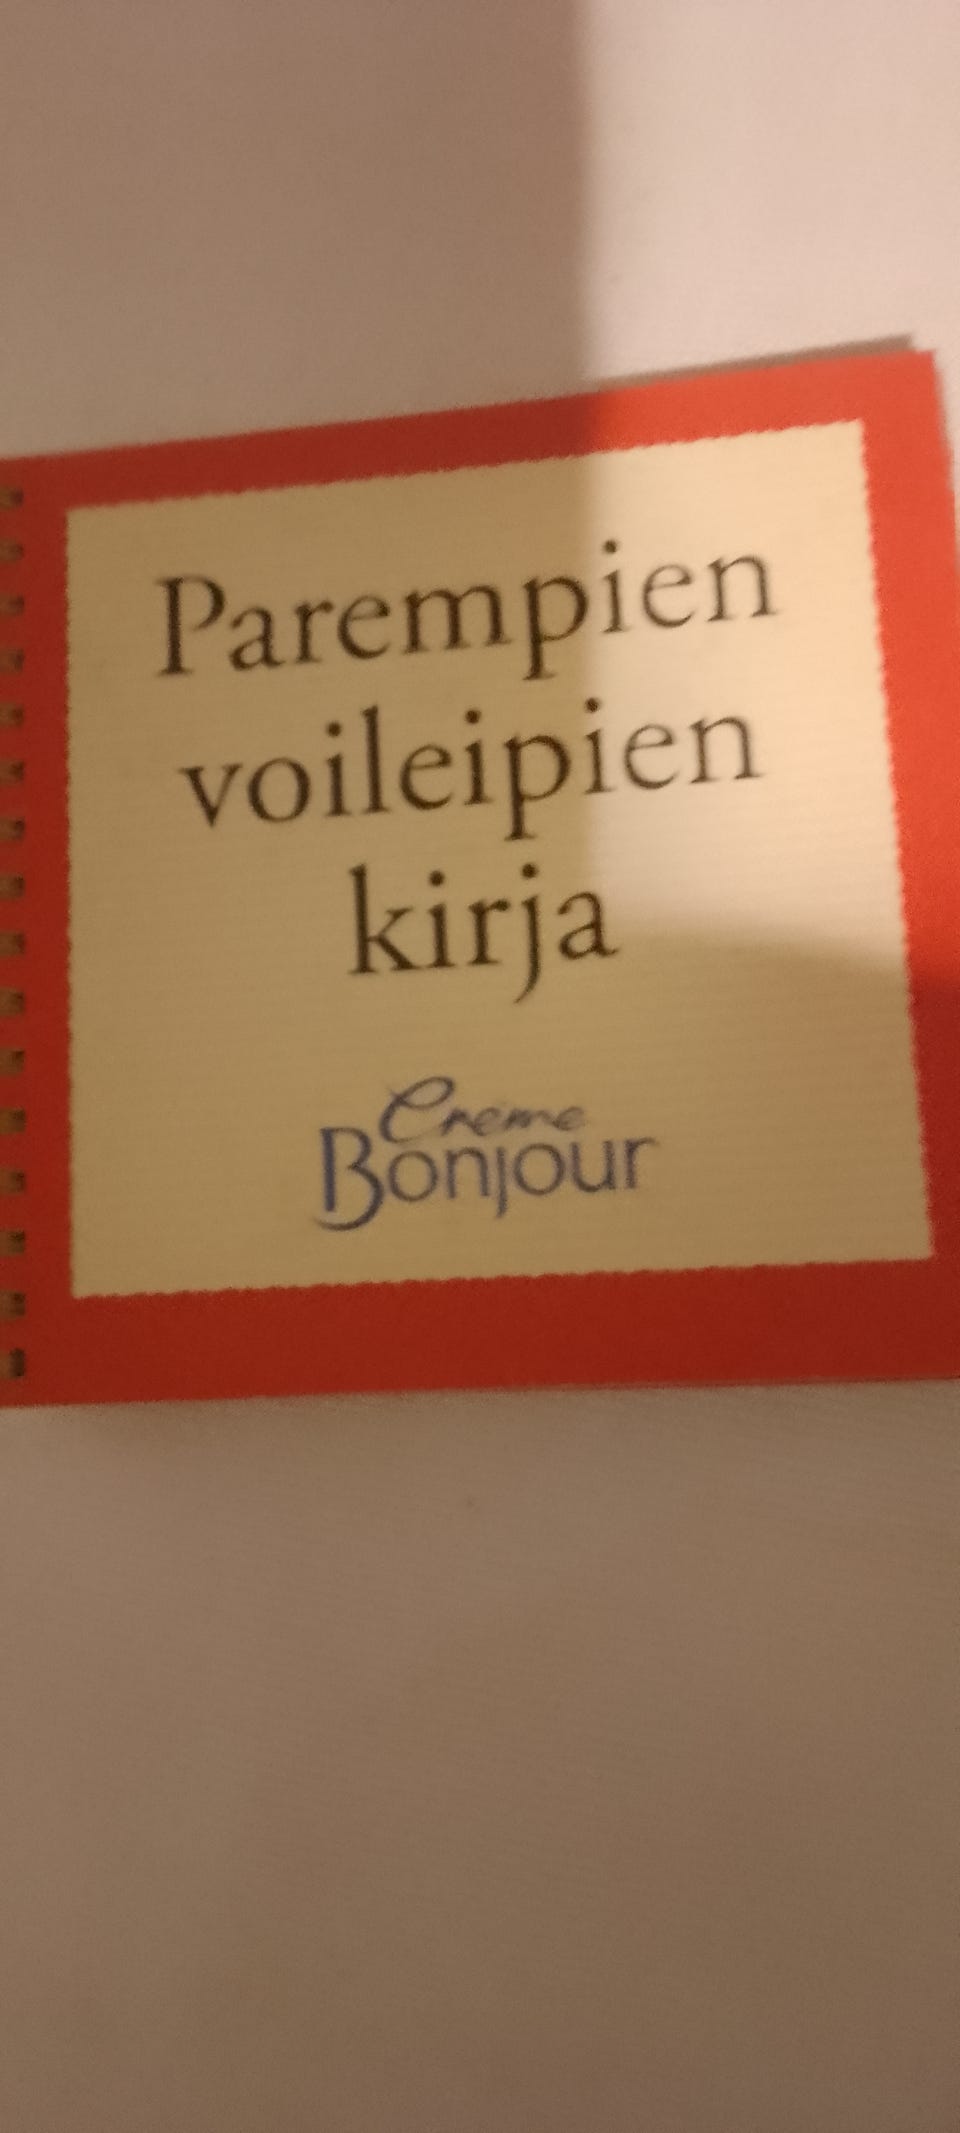 Parempien
voileipien
kirja
Creme
Bonjour